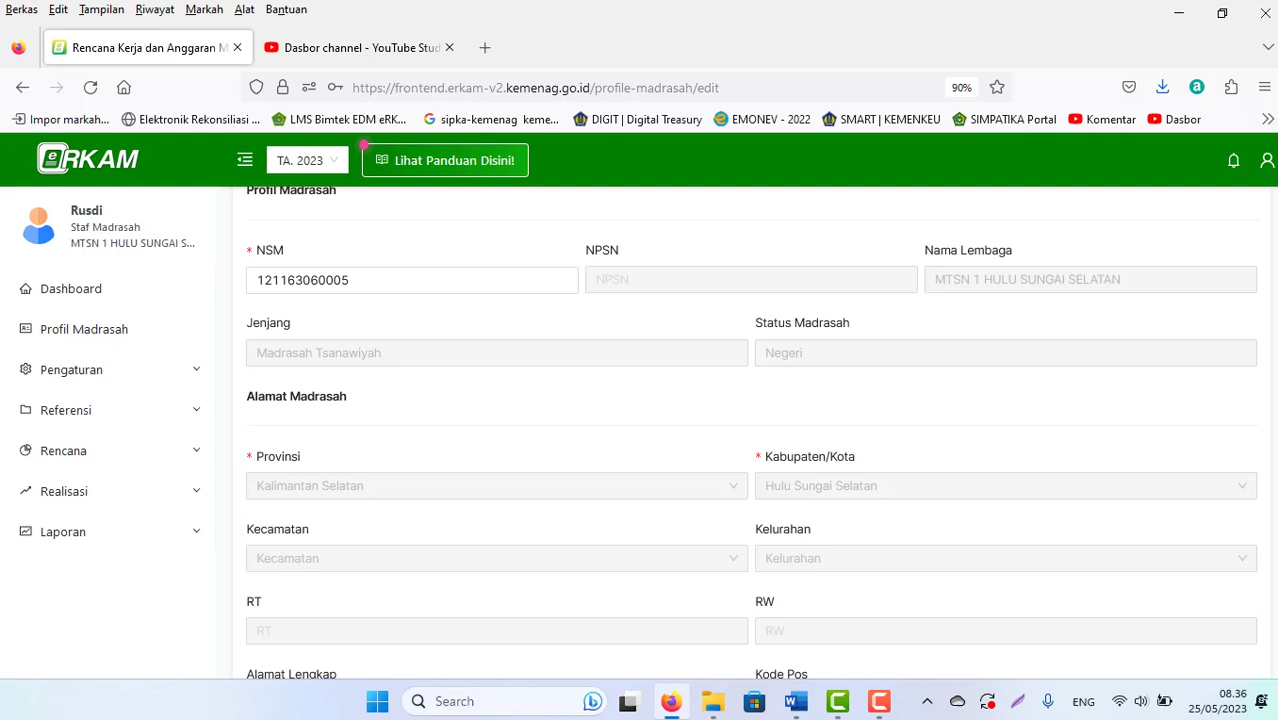 Berkas Edit Tampilan Riwayat Markah Alat Bantuan
Rencana Kerja dan Anggaran M
Dasbor channel - YouTube Stud
https://frontend.erkam-v2.kemenag.go.id/profile-madrasah/edit
90%
Impor markah...
Elektronik Rekonsiliasi ...
LMS Bimtek EDM eRK...
sipka-kemenag keme...
DIGIT | Digital Treasury
EMONEV - 2022
SMART | KEMENKEU
SIMPATIKA Portal
Komentar
Dasbor
eRKAM
TA. 2023
Lihat Panduan Disini!
Rusdi
Staf Madrasah
MTSN 1 HULU SUNGAI S...
Dashboard
Profil Madrasah
Pengaturan
Referensi
Rencana
Realisasi
Laporan
Profil Madrasah
* NSM
NPSN
Nama Lembaga
121163060005
NPSN
MTSN 1 HULU SUNGAI SELATAN
Jenjang
Status Madrasah
Madrasah Tsanawiyah
Negeri
Alamat Madrasah
* Provinsi
* Kabupaten/Kota
Kalimantan Selatan
Hulu Sungai Selatan
Kecamatan
Kelurahan
Kecamatan
Kelurahan
RT
RW
RT
RW
Alamat Lengkap
Kode Pos
Search
ENG
08.36
25/05/2023